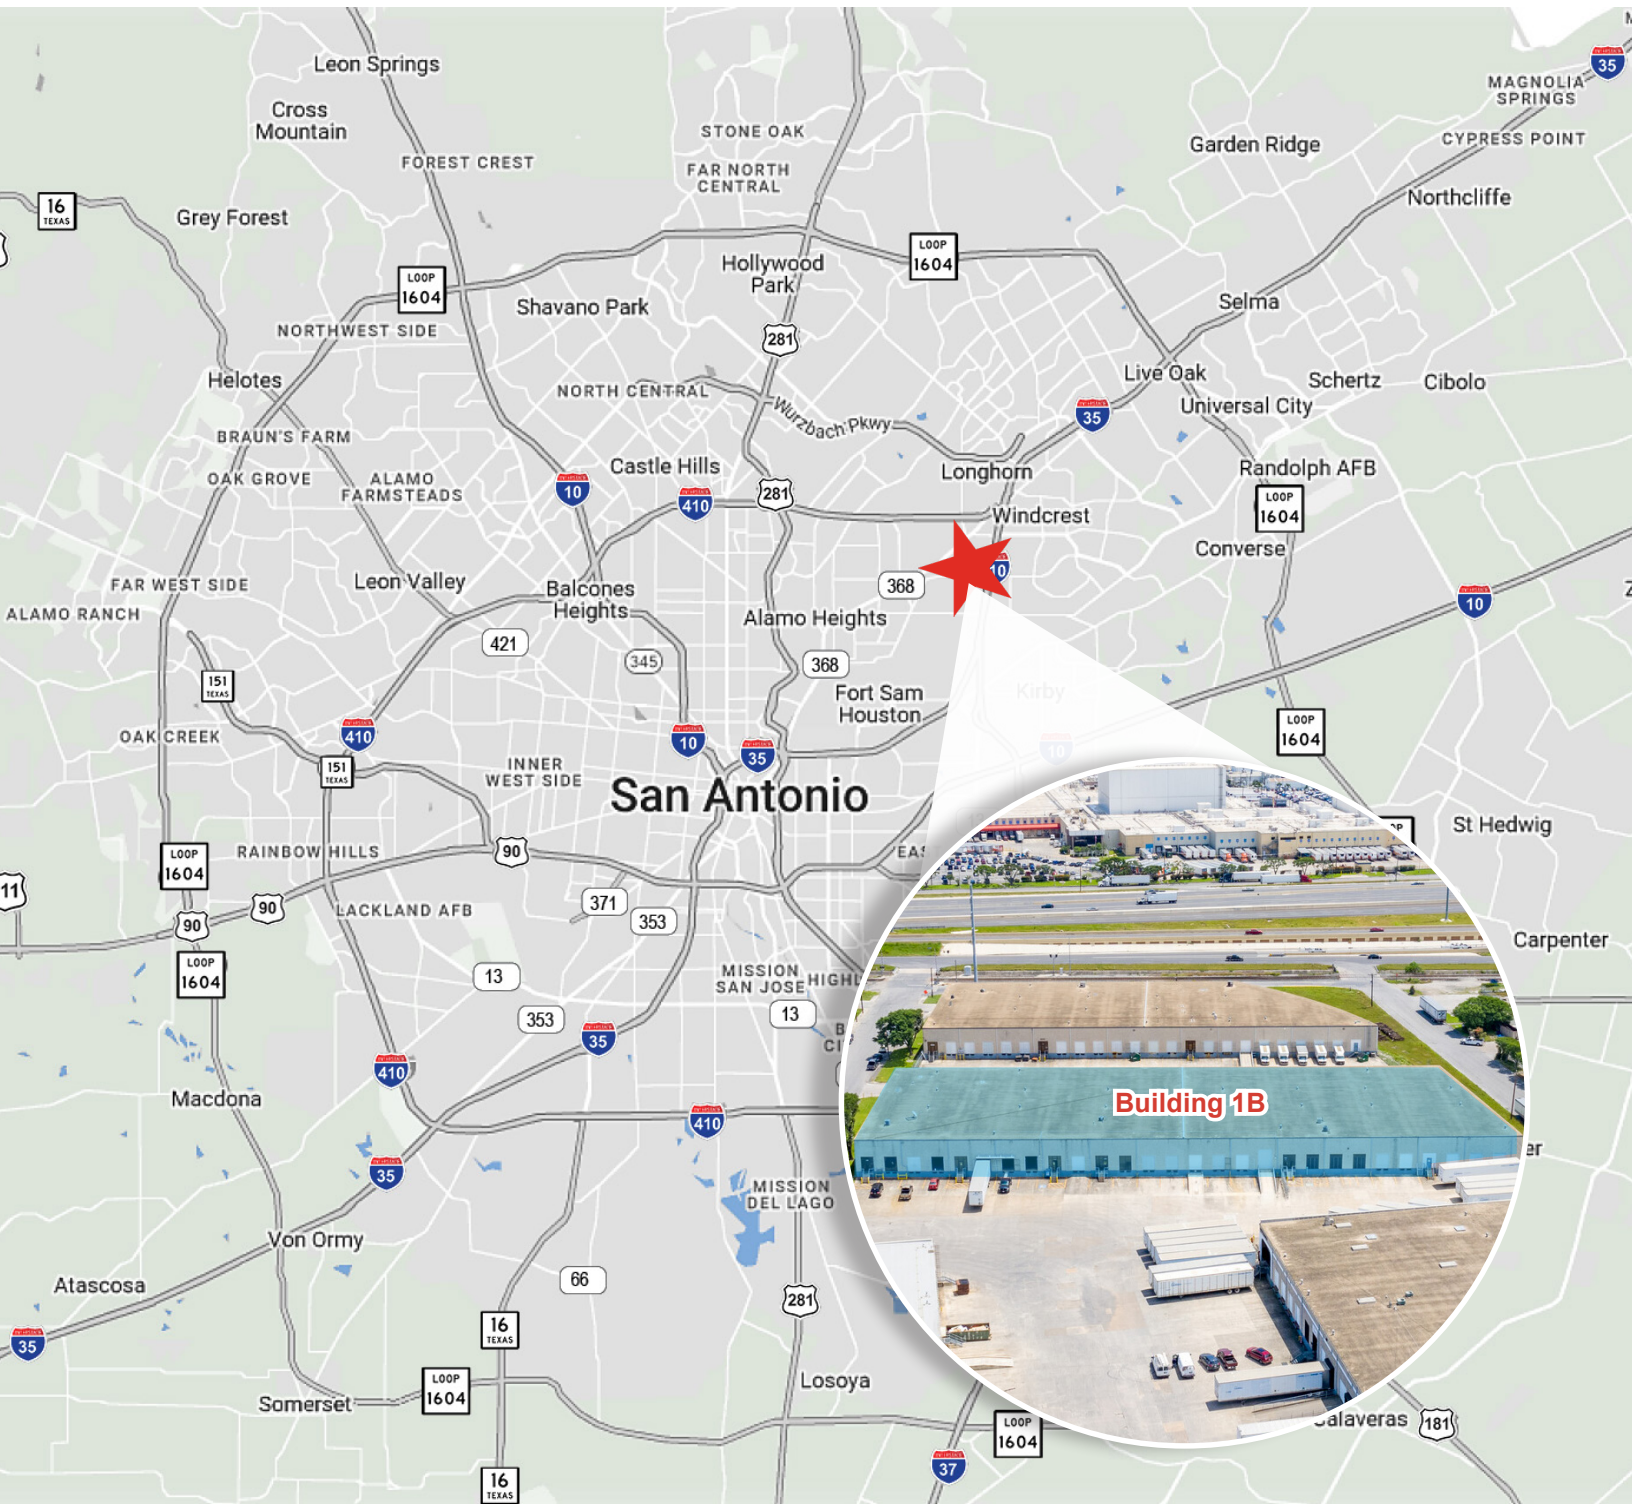 35
Leon Springs
MAGNOLIA
SPRINGS
Cross
Mountain
STONE OAK
CYPRESS POINT
Garden Ridge
FOREST CREST
FAR NORTH
CENTRAL
Northcliffe
16
TEXAS
Grey Forest
LOOP
1604
Hollywood
Park
LOOP
1604
Selma
Shavano Park
NORTHWEST SIDE
281
Helotes
NORTH CENTRAL
Live Oak
Schertz
Cibolo
Wurzbach Pkwy
35
Universal City
BRAUN'S FARM
Castle Hills
Longhorn
Randolph AFB
OAK GROVE
ALAMO
FARMSTEADS
10
410
281
LOOP
1604
Windcrest
Converse
FAR WEST SIDE
Leon Valley
Balcones
Heights
368
10
10
ALAMO RANCH
Alamo Heights
421
345
368
151
TEXAS
Fort Sam
Houston
Kirby
OAK CREEK
410
10
35
10
LOOP
1604
151
TEXAS
INNER
WEST SIDE
San Antonio
St Hedwig
RAINBOW HILLS
90
LOOP
1604
11
90
90
LACKLAND AFB
371
353
Carpenter
LOOP
1604
13
MISSION
SAN JOSE
HIGHL
353
13
35
410
Macdona
Building 1B
410
35
MISSION
DEL LAGO
er
Von Ormy
Atascosa
66
281
16
TEXAS
35
Losoya
LOOP
1604
Somerset
LOOP
1604
Calaveras
181
37
16
TEXAS